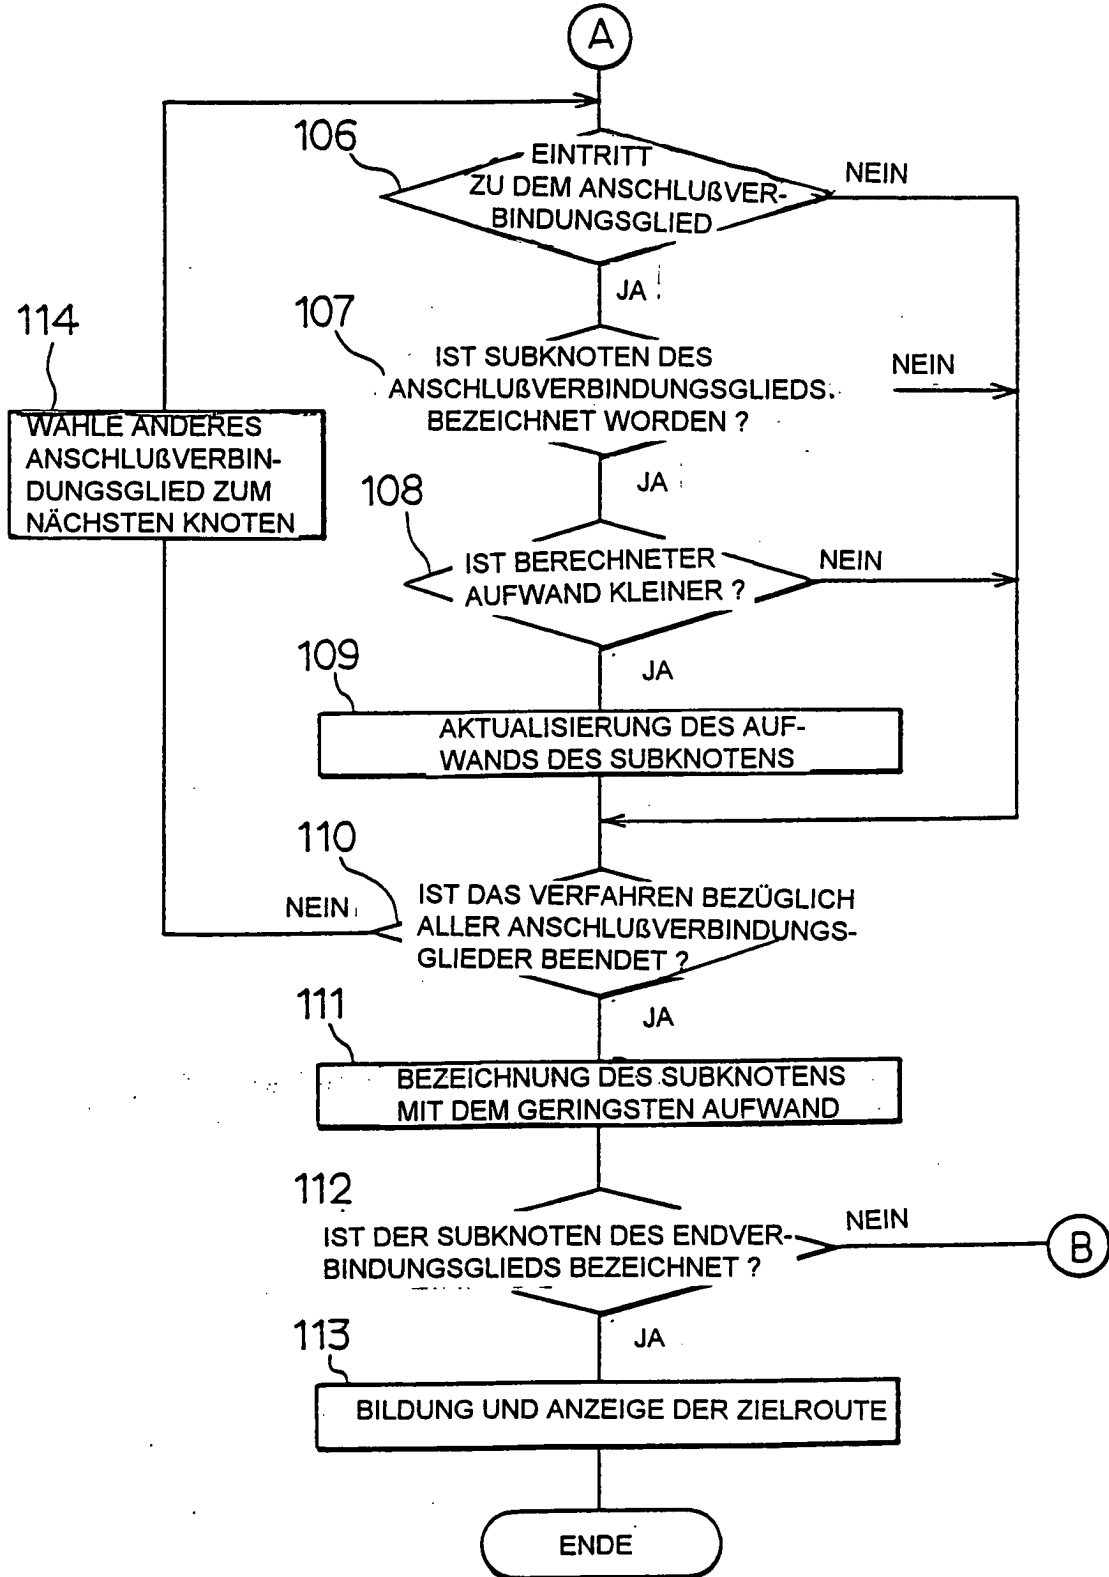 A
106
EINTRITT
ZU DEM ANSCHLUßVER-
BINDUNGSGLIED
NEIN
JA
107
IST SUBKNOTEN DES
ANSCHLUßVERBINDUNGSGLIEDS
BEZEICHNET WORDEN ?
NEIN
JA
114
WAHLE ANDERES
ANSCHLUßVERBIN-
DUNGSGLIED ZUM
NÄCHSTEN KNOTEN
108
IST BERECHNETER
AUFWAND KLEINER ?
NEIN
JA
109
AKTUALISIERUNG DES AUF-
WANDS DES SUBKNOTENS
110
IST DAS VERFAHREN BEZÜGLICH
ALLER ANSCHLUßVERBINDUNGS-
GLIEDER BEENDET ?
NEIN
JA
111
BEZEICHNUNG DES SUBKNOTENS
MIT DEM GERINGSTEN AUFWAND
112
IST DER SUBKNOTEN DES ENDVER-
BINDUNGSGLIEDS BEZEICHNET ?
NEIN
B
JA
113
BILDUNG UND ANZEIGE DER ZIELROUTE
ENDE